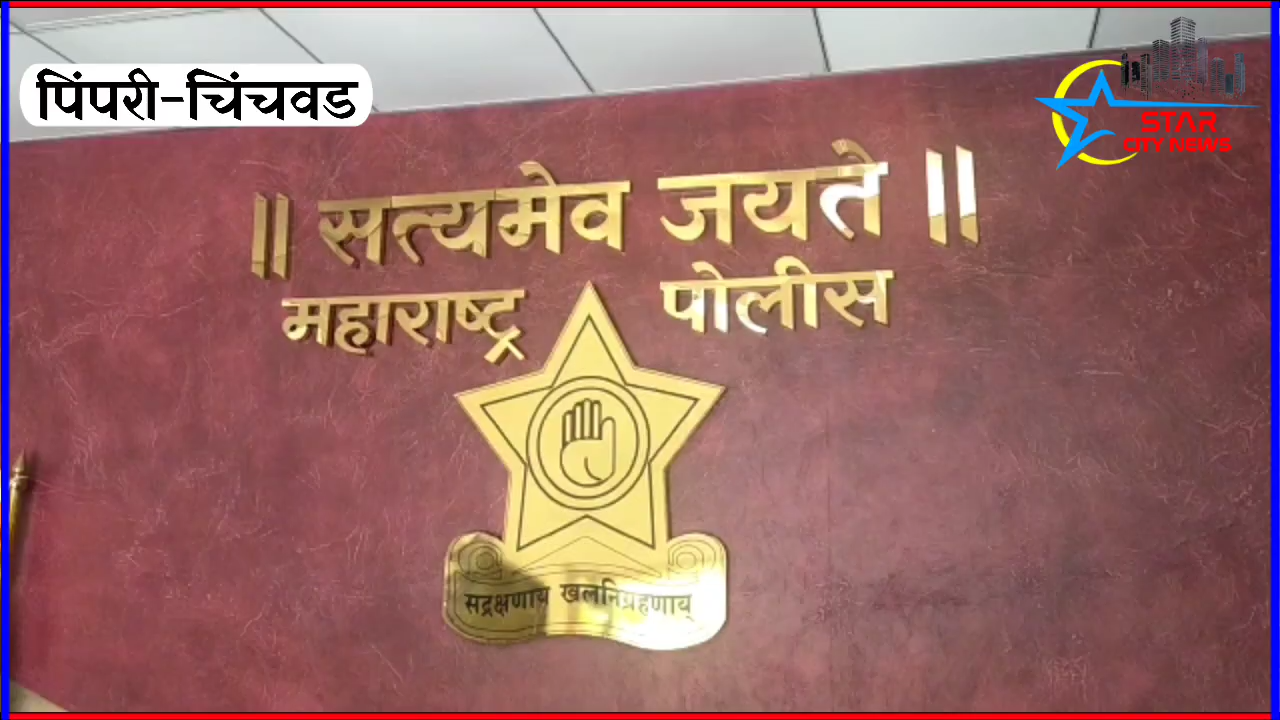 पिंपरी-चिंचवड
STAR
CITY NEWS
॥ सत्यमेव जयते ॥
महाराष्ट्र पोलीस
सद्रक्षणाय खलनिग्रहणाय्